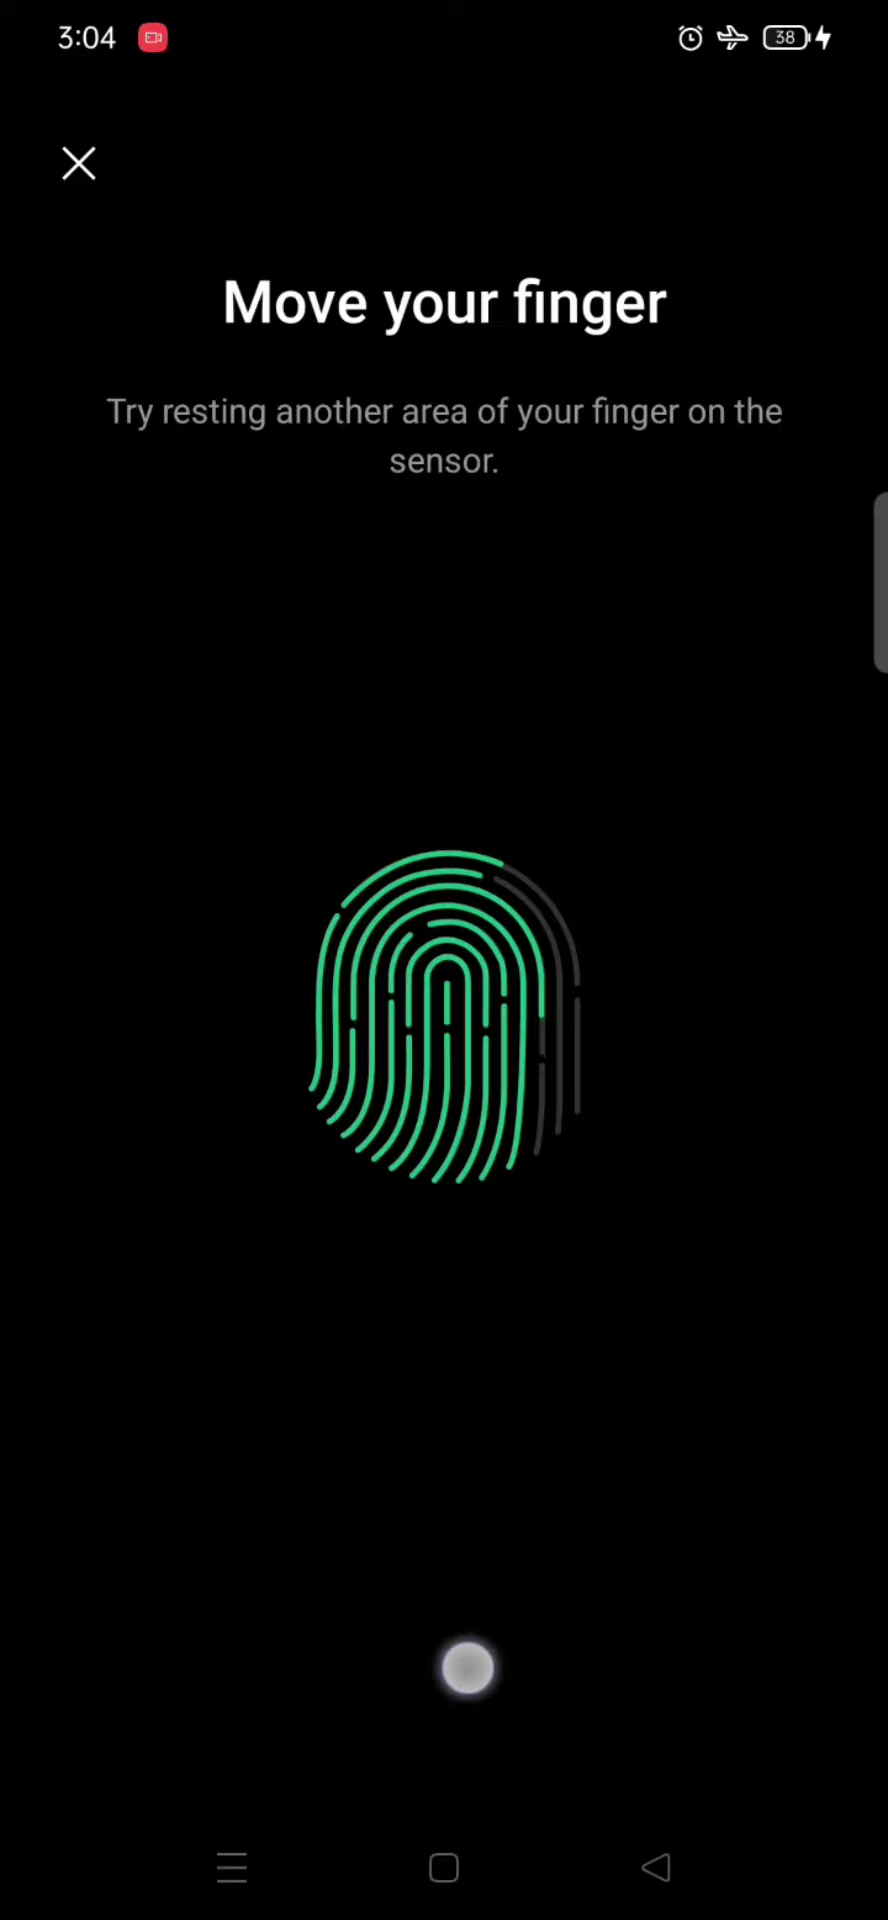 3:04
38
Move your finger
Try resting another area of your finger on the
sensor.